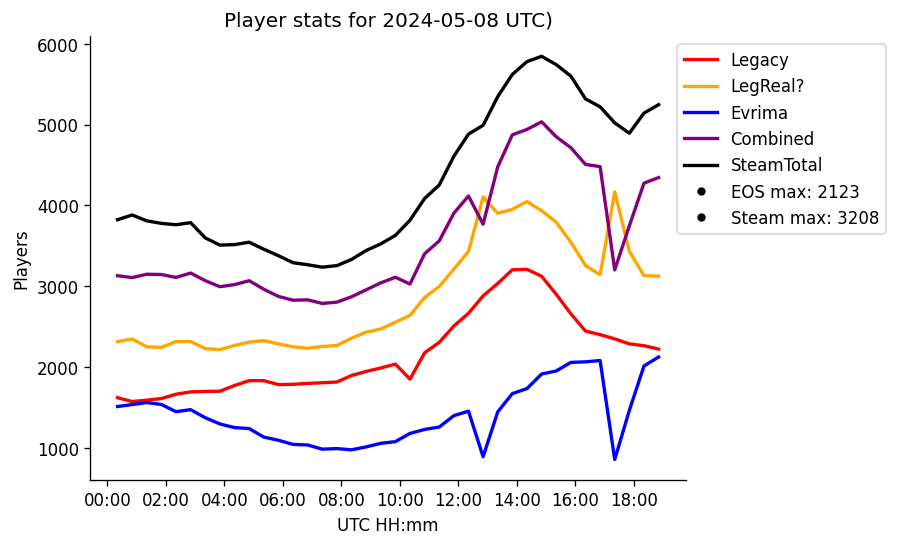 Player stats for 2024-05-08 UTC)
6000
5000
4000
3000
2000
1000
Players
00:00 02:00 04:00 06:00 08:00 10:00 12:00 14:00 16:00 18:00
UTC HH:mm
Legacy
LegReal?
Evrima
Combined
SteamTotal
EOS max: 2123
Steam max: 3208